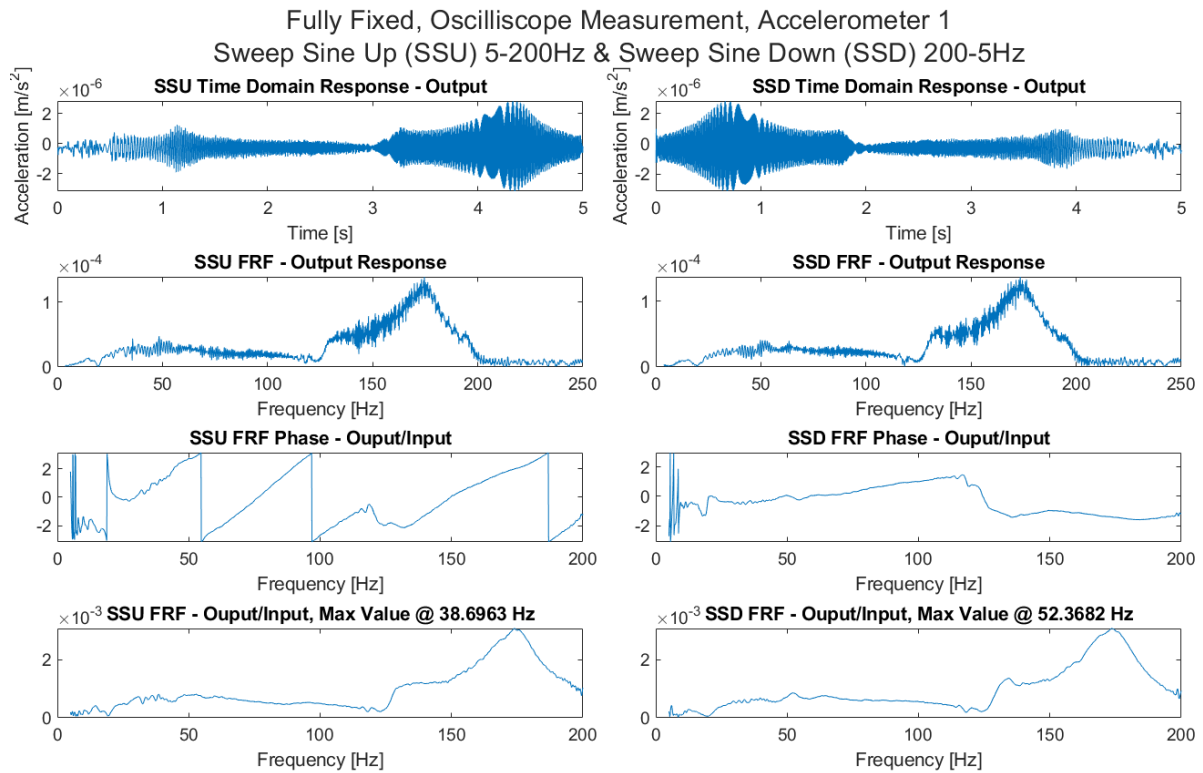 Fully Fixed, Oscilliscope Measurement, Accelerometer 1
Sweep Sine Up (SSU) 5-200Hz & Sweep Sine Down (SSD) 200-5Hz
×10^-6 SSU Time Domain Response - Output
Acceleration [m/s^2]
2
0
-2
0 1 2 3 4 5
Time [s]
×10^-6 SSD Time Domain Response - Output
Acceleration [m/s^2]
2
0
-2
0 1 2 3 4 5
Time [s]
×10^-4 SSU FRF - Output Response
1
0
0 50 100 150 200 250
Frequency [Hz]
×10^-4 SSD FRF - Output Response
1
0
0 50 100 150 200 250
Frequency [Hz]
SSU FRF Phase - Ouput/Input
2
0
-2
0 50 100 150 200
Frequency [Hz]
SSD FRF Phase - Ouput/Input
2
0
-2
0 50 100 150 200
Frequency [Hz]
×10^-3 SSU FRF - Ouput/Input, Max Value @ 38.6963 Hz
2
0
0 50 100 150 200
Frequency [Hz]
×10^-3 SSD FRF - Ouput/Input, Max Value @ 52.3682 Hz
2
0
0 50 100 150 200
Frequency [Hz]